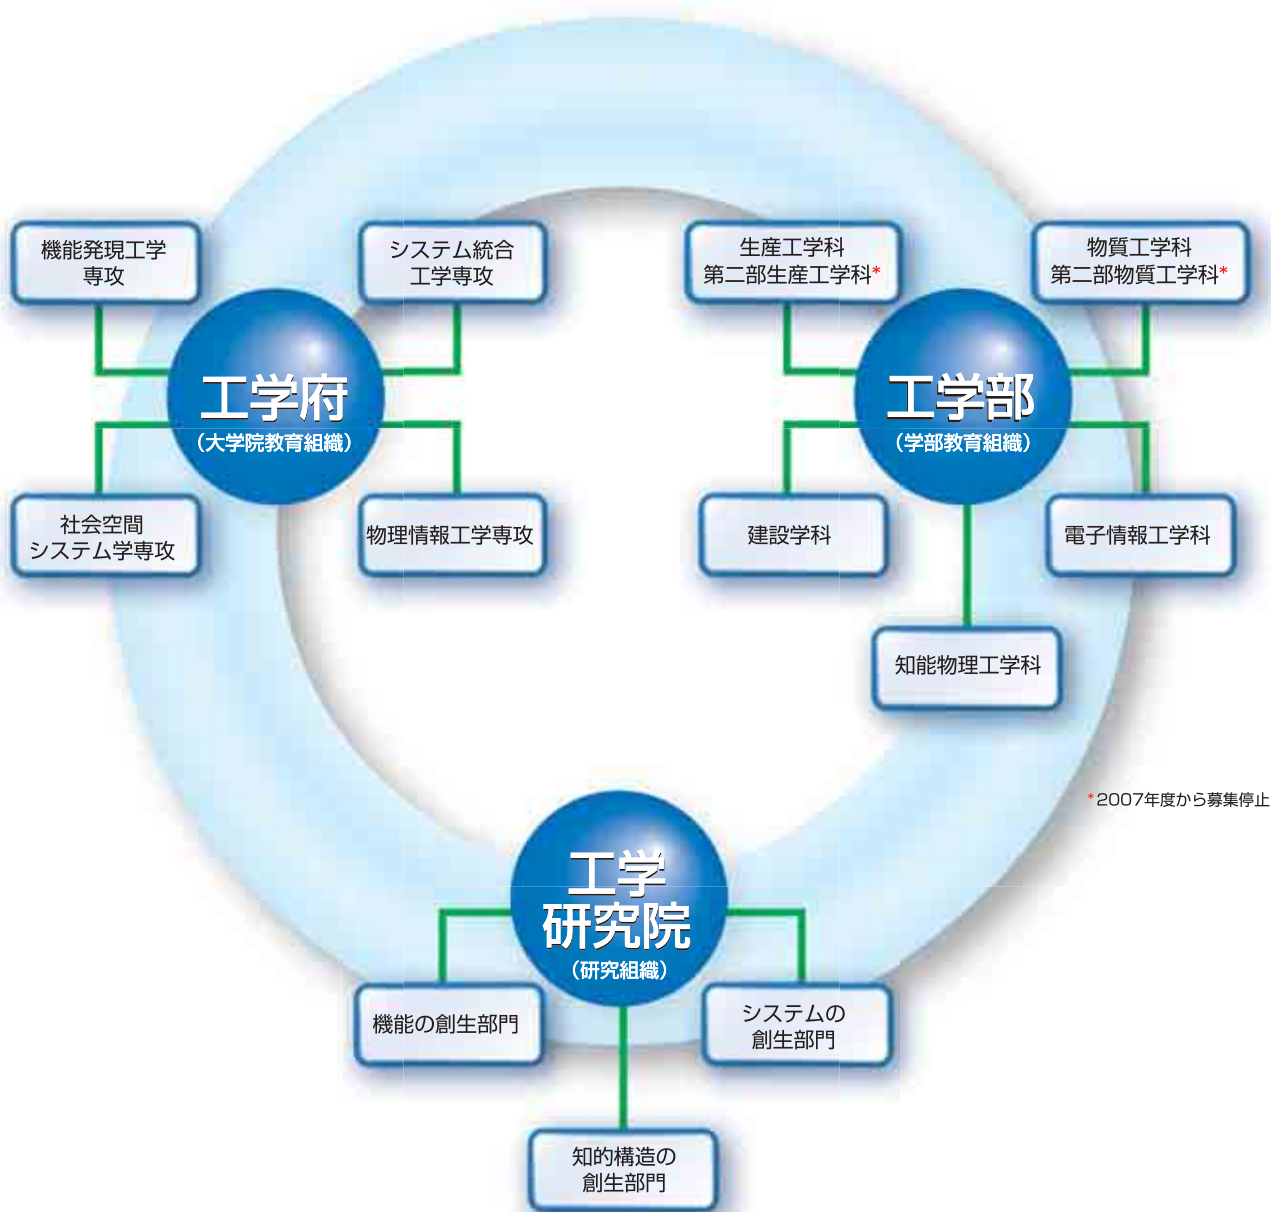 機能発現工学
専攻
システム統合
工学専攻
工学府
(大学院教育組織)
社会空間
システム学専攻
物理情報工学専攻
生産工学科
第二部生産工学科*
物質工学科
第二部物質工学科*
工学部
(学部教育組織)
建設学科
電子情報工学科
知能物理工学科
*2007年度から募集停止
工学
研究院
(研究組織)
機能の創生部門
システムの
創生部門
知的構造の
創生部門